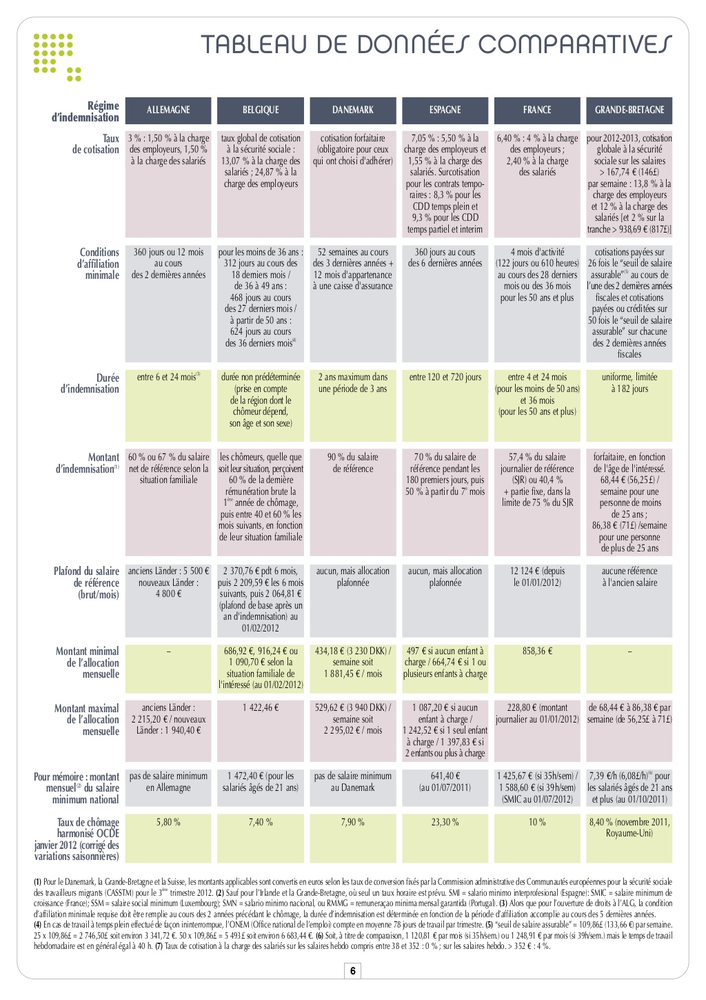 TABLEAU DE DONNÉES COMPARATIVES
Régime
d'indemnisation
ALLEMAGNE
BELGIQUE
DANEMARK
ESPAGNE
FRANCE
GRANDE-BRETAGNE
Taux
de cotisation
3 % : 1,50 % à la charge
des employeurs, 1,50 %
à la charge des salariés
taux global de cotisation
à la sécurité sociale :
13,07 % à la charge des
salariés ; 24,87 % à la
charge des employeurs
cotisation forfaitaire
(obligatoire pour ceux
qui ont choisi d'adhérer)
7,05 % : 5,50 % à la
charge des employeurs et
1,55 % à la charge des
salariés. Surcotisation
pour les contrats tempo-
raires : 8,3 % pour les
CDD temps plein et
9,3 % pour les CDD
temps partiel et interim
6,40 % : 4 % à la charge
des employeurs ;
2,40 % à la charge
des salariés
pour 2012-2013, cotisation
globale à la sécurité
sociale sur les salaires
> 167,74 € (146£)
par semaine : 13,8 % à la
charge des employeurs
et 12 % à la charge des
salariés [et 2 % sur la
tranche > 938,69 € (817£)]
Conditions
d'affiliation
minimale
360 jours ou 12 mois
au cours
des 2 dernières années
pour les moins de 36 ans :
312 jours au cours des
18 derniers mois /
de 36 à 49 ans :
468 jours au cours
des 27 derniers mois /
à partir de 50 ans :
624 jours au cours
des 36 derniers mois(4)
52 semaines au cours
des 3 dernières années +
12 mois d'appartenance
à une caisse d'assurance
360 jours au cours
des 6 dernières années
4 mois d'activité
(122 jours ou 610 heures)
au cours des 28 derniers
mois ou des 36 mois
pour les 50 ans et plus
cotisations payées sur
26 fois le “seuil de salaire
assurable”(5) au cours de
l'une des 2 dernières années
fiscales et cotisations
payées ou créditées sur
50 fois le “seuil de salaire
assurable” sur chacune
des 2 dernières années
fiscales
Durée
d'indemnisation
entre 6 et 24 mois(3)
durée non prédéterminée
(prise en compte
de la région dont le
chômeur dépend,
son âge et son sexe)
2 ans maximum dans
une période de 3 ans
entre 120 et 720 jours
entre 4 et 24 mois
(pour les moins de 50 ans)
et 36 mois
(pour les 50 ans et plus)
uniforme, limitée
à 182 jours
Montant
d'indemnisation(1)
60 % ou 67 % du salaire
net de référence selon la
situation familiale
les chômeurs, quelle que
soit leur situation, perçoivent
60 % de la dernière
rémunération brute la
1ère année de chômage,
puis entre 40 et 60 % les
mois suivants, en fonction
de leur situation familiale
90 % du salaire
de référence
70 % du salaire de
référence pendant les
180 premiers jours, puis
50 % à partir du 7e mois
57,4 % du salaire
journalier de référence
(SJR) ou 40,4 %
+ partie fixe, dans la
limite de 75 % du SJR
forfaitaire, en fonction
de l'âge de l'intéressé.
68,44 € (56,25£) /
semaine pour une
personne de moins
de 25 ans ;
86,38 € (71£) /semaine
pour une personne
de plus de 25 ans
Plafond du salaire
de référence
(brut/mois)
anciens Länder : 5 500 €
nouveaux Länder :
4 800 €
2 370,76 € pdt 6 mois,
puis 2 209,59 € les 6 mois
suivants, puis 2 064,81 €
(plafond de base après un
an d'indemnisation) au
01/02/2012
aucun, mais allocation
plafonnée
aucun, mais allocation
plafonnée
12 124 € (depuis
le 01/01/2012)
aucune référence
à l'ancien salaire
Montant minimal
de l'allocation
mensuelle
–
686,92 €, 916,24 € ou
1 090,70 € selon la
situation familiale de
l'intéressé (au 01/02/2012)
434,18 € (3 230 DKK) /
semaine soit
1 881,45 € / mois
497 € si aucun enfant à
charge / 664,74 € si 1 ou
plusieurs enfants à charge
858,36 €
–
Montant maximal
de l'allocation
mensuelle
anciens Länder :
2 215,20 € / nouveaux
Länder : 1 940,40 €
1 422,46 €
529,62 € (3 940 DKK) /
semaine soit
2 295,02 € / mois
1 087,20 € si aucun
enfant à charge /
1 242,52 € si 1 seul enfant
à charge / 1 397,83 € si
2 enfants ou plus à charge
228,80 € (montant
journalier au 01/01/2012)
de 68,44 € à 86,38 € par
semaine (de 56,25£ à 71£)
Pour mémoire : montant
mensuel(2) du salaire
minimum national
pas de salaire minimum
en Allemagne
1 472,40 € (pour les
salariés âgés de 21 ans)
pas de salaire minimum
au Danemark
641,40 €
(au 01/07/2011)
1 425,67 € (si 35h/sem) /
1 588,60 € (si 39h/sem)
(SMIC au 01/07/2012)
7,39 €/h (6,08£/h)(6) pour
les salariés âgés de 21 ans
et plus (au 01/10/2011)
Taux de chômage
harmonisé OCDE
janvier 2012 (corrigé des
variations saisonnières)
5,80 %
7,40 %
7,90 %
23,30 %
10 %
8,40 % (novembre 2011,
Royaume-Uni)
(1) Pour le Danemark, la Grande-Bretagne et la Suisse, les montants applicables sont convertis en euros selon les taux de conversion fixés par la Commission administrative des Communautés européennes pour la sécurité sociale
des travailleurs migrants (CASSTM) pour le 3ème trimestre 2012. (2) Sauf pour l'Irlande et la Grande-Bretagne, où seul un taux horaire est prévu. SMI = salario minimo interprofesional (Espagne): SMIC = salaire minimum de
croissance (France); SSM = salaire social minimum (Luxembourg); SMN = salario minimo nacional, ou RMMG = remuneraçao minima mensal garantida (Portugal). (3) Alors que pour l'ouverture de droits à l'ALG, la condition
d'affiliation minimale requise doit être remplie au cours des 2 années précédant le chômage, la durée d'indemnisation est déterminée en fonction de la période d'affiliation accomplie au cours des 5 dernières années.
(4) En cas de travail à temps plein effectué de façon ininterrompue, l'ONEM (Office national de l'emploi) compte en moyenne 78 jours de travail par trimestre. (5) “seuil de salaire assurable” = 109,86£ (133,66 €) par semaine.
25 x 109,86£ = 2 746,50£ soit environ 3 341,72 €. 50 x 109,86£ = 5 493£ soit environ 6 683,44 €. (6) Soit, à titre de comparaison, 1 120,81 € par mois (si 35h/sem.) ou 1 248,91 € par mois (si 39h/sem.) mais le temps de travail
hebdomadaire est en général égal à 40 h. (7) Taux de cotisation à la charge des salariés sur les salaires hebdo compris entre 38 et 352 : 0 % ; sur les salaires hebdo. > 352 € : 4 %.
6